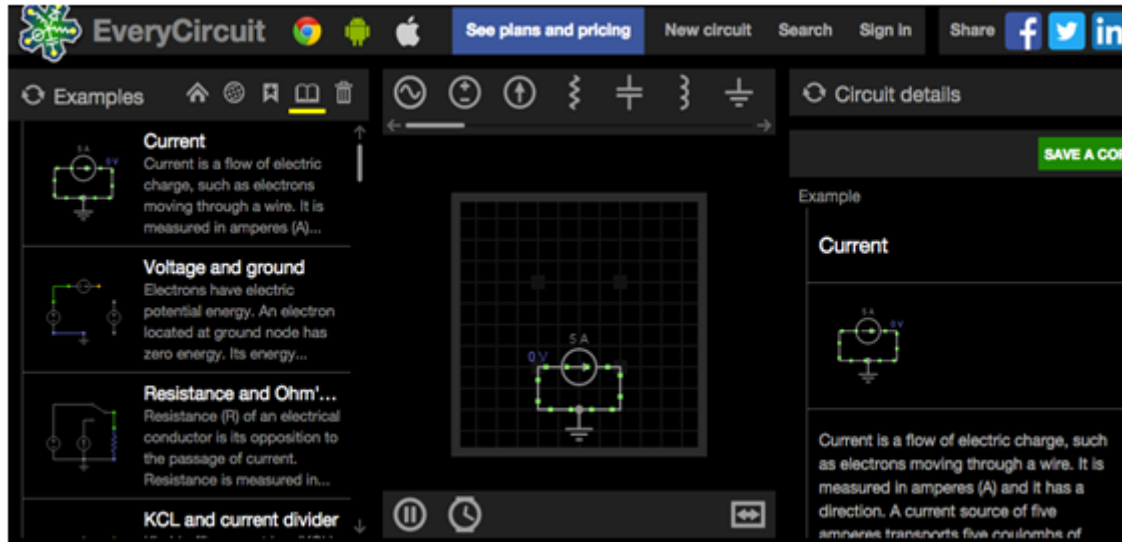 EveryCircuit
See plans and pricing
New circuit
Search
Sign in
Share
Examples
Current
Current is a flow of electric
charge, such as electrons
moving through a wire. It is
measured in amperes (A)...
5 A
0 V
Voltage and ground
Electrons have electric
potential energy. An electron
located at ground node has
zero energy. Its energy...
Resistance and Ohm'...
Resistance (R) of an electrical
conductor is its opposition to
the passage of current.
Resistance is measured in...
KCL and current divider
5 A
0 V
Circuit details
SAVE A COP
Example
Current
5 A
0 V
Current is a flow of electric charge, such
as electrons moving through a wire. It is
measured in amperes (A) and it has a
direction. A current source of five
amperes transports five coulombs of